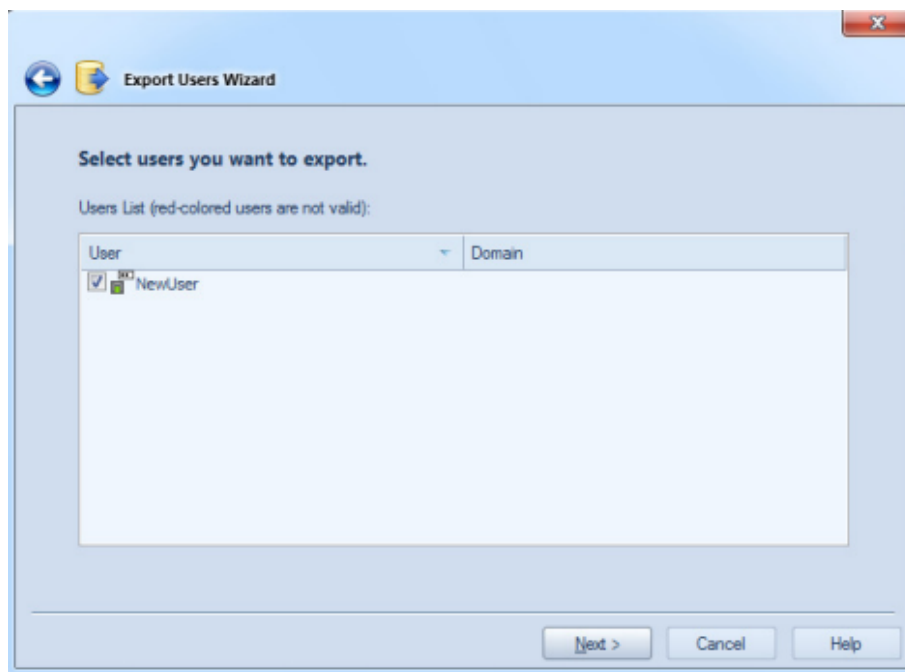 Export Users Wizard
Select users you want to export.
Users List (red-colored users are not valid):
User Domain
NewUser
Next > Cancel Help